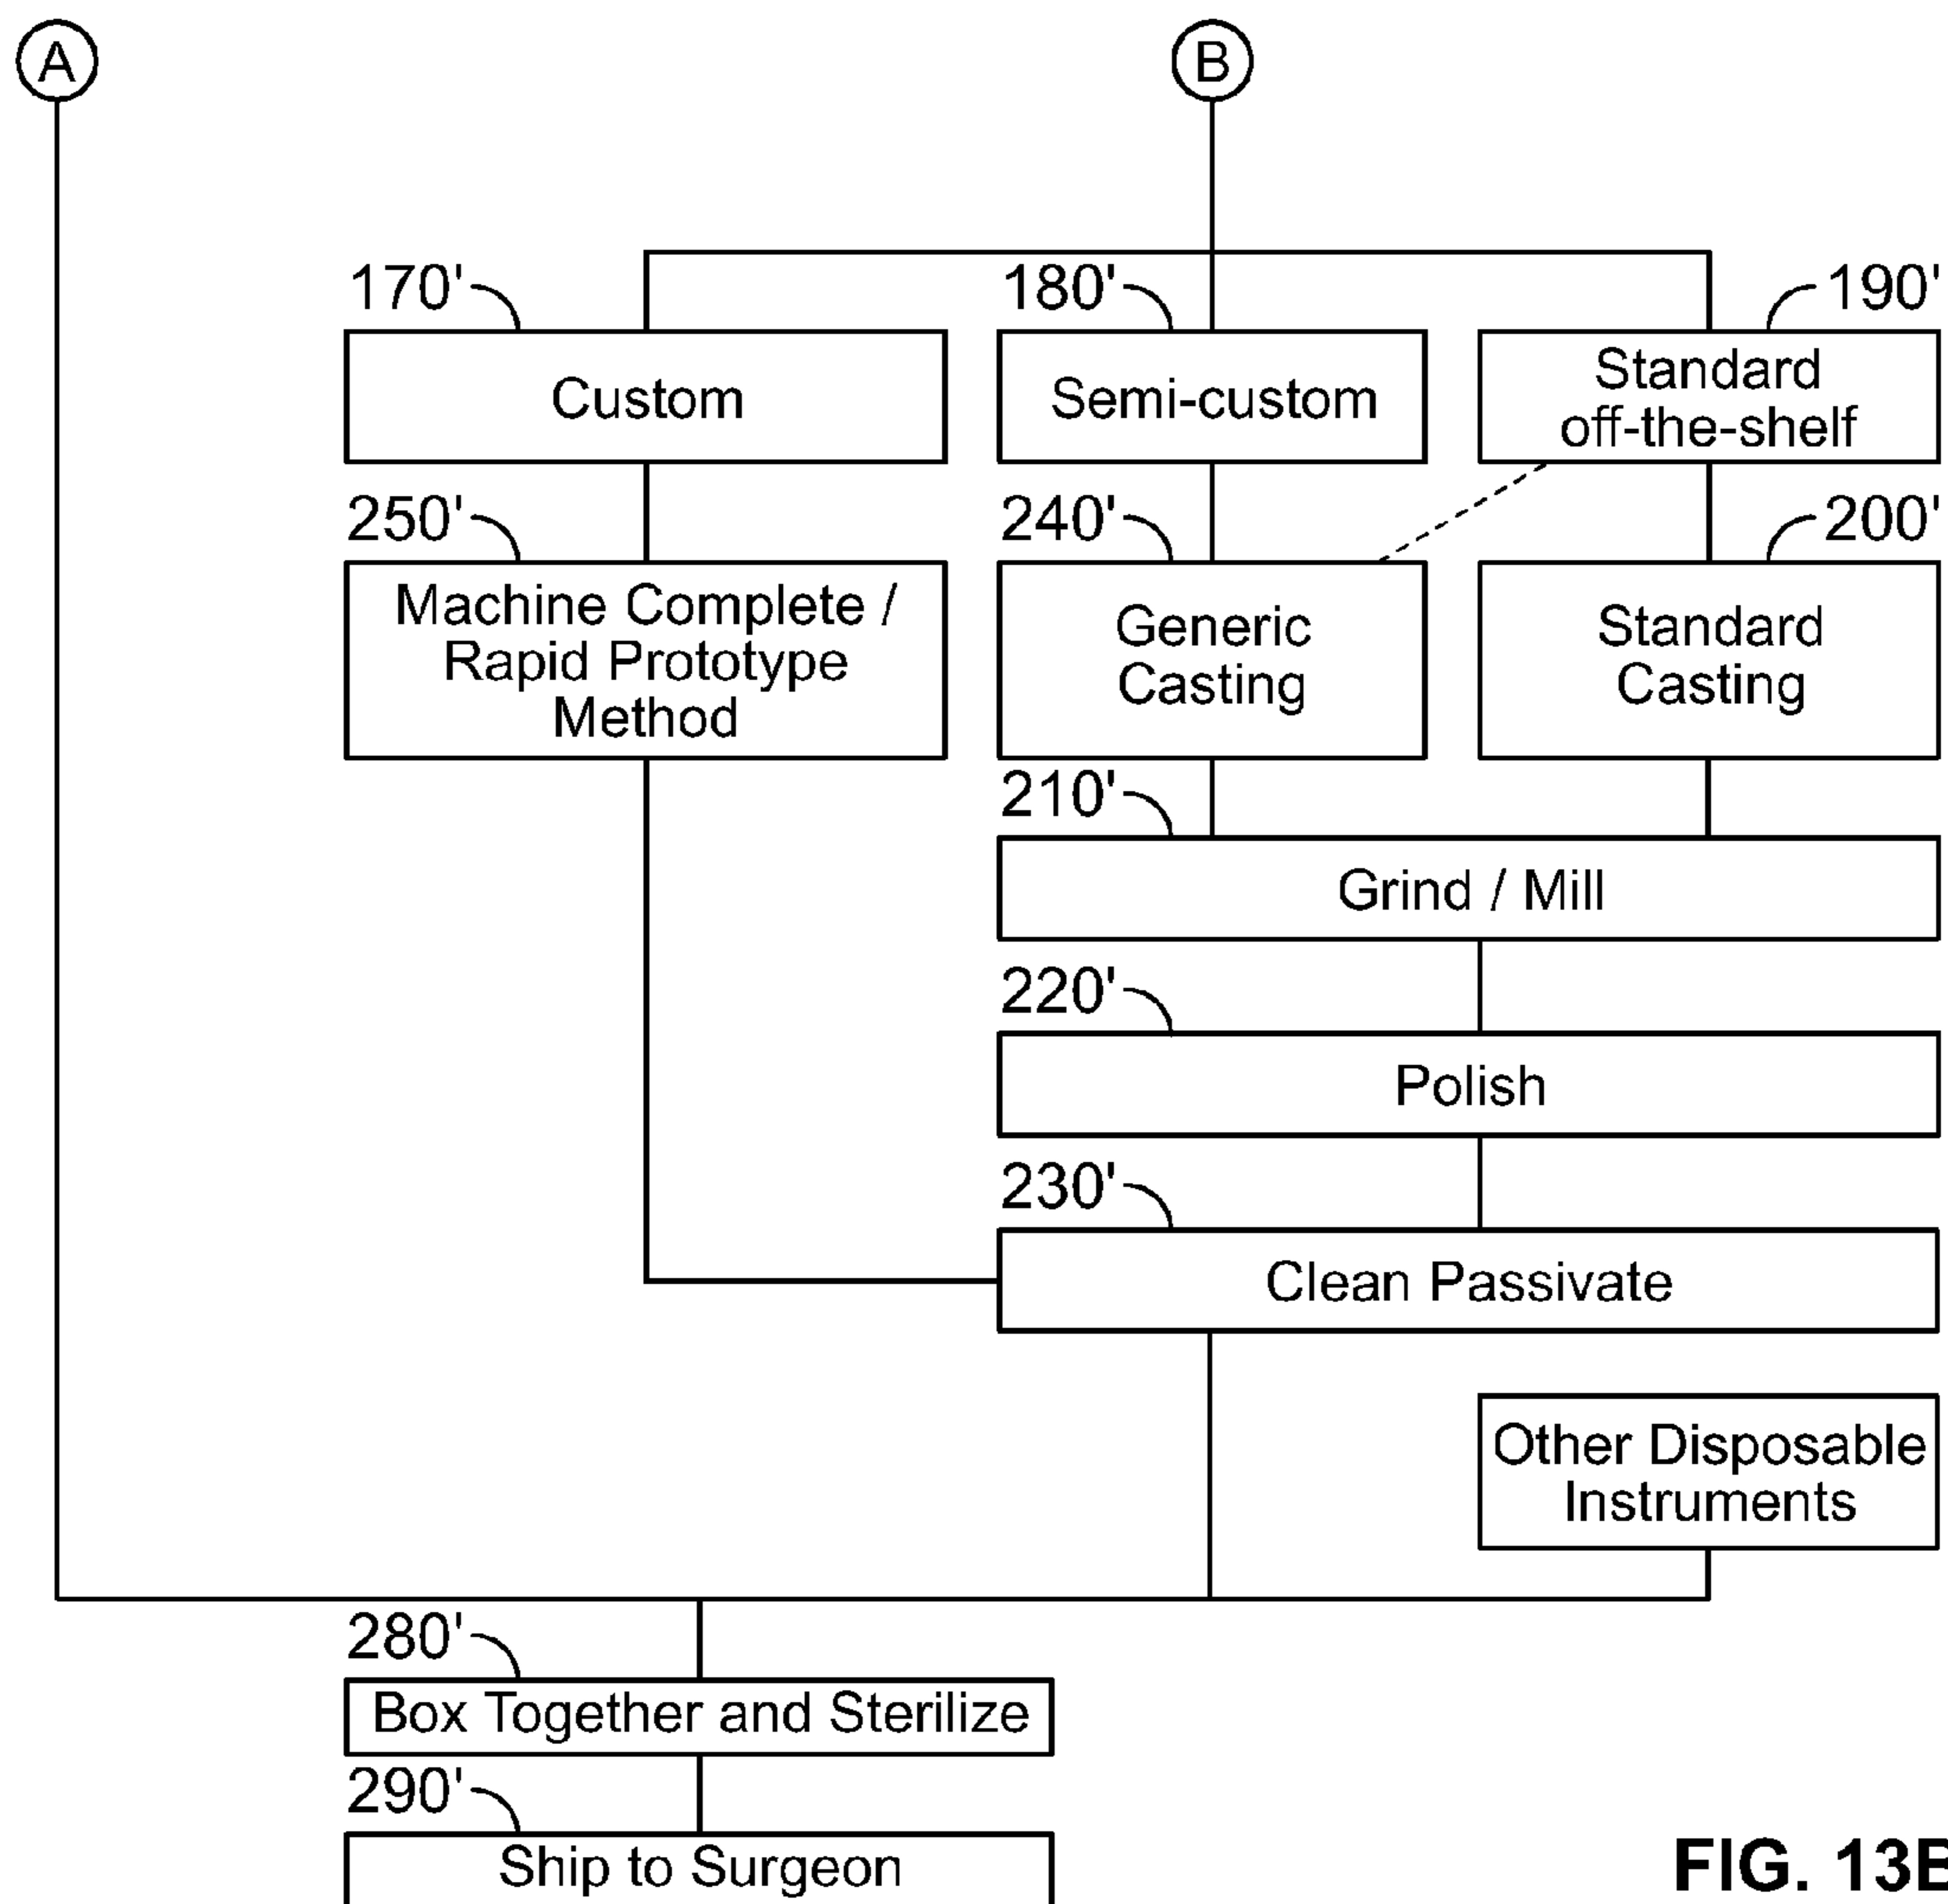 A
B
170'
180'
190'
Custom
Semi-custom
Standard
off-the-shelf
250'
240'
200'
Machine Complete /
Rapid Prototype
Method
Generic
Casting
Standard
Casting
210'
Grind / Mill
220'
Polish
230'
Clean Passivate
Other Disposable
Instruments
280'
Box Together and Sterilize
290'
Ship to Surgeon
FIG. 13B